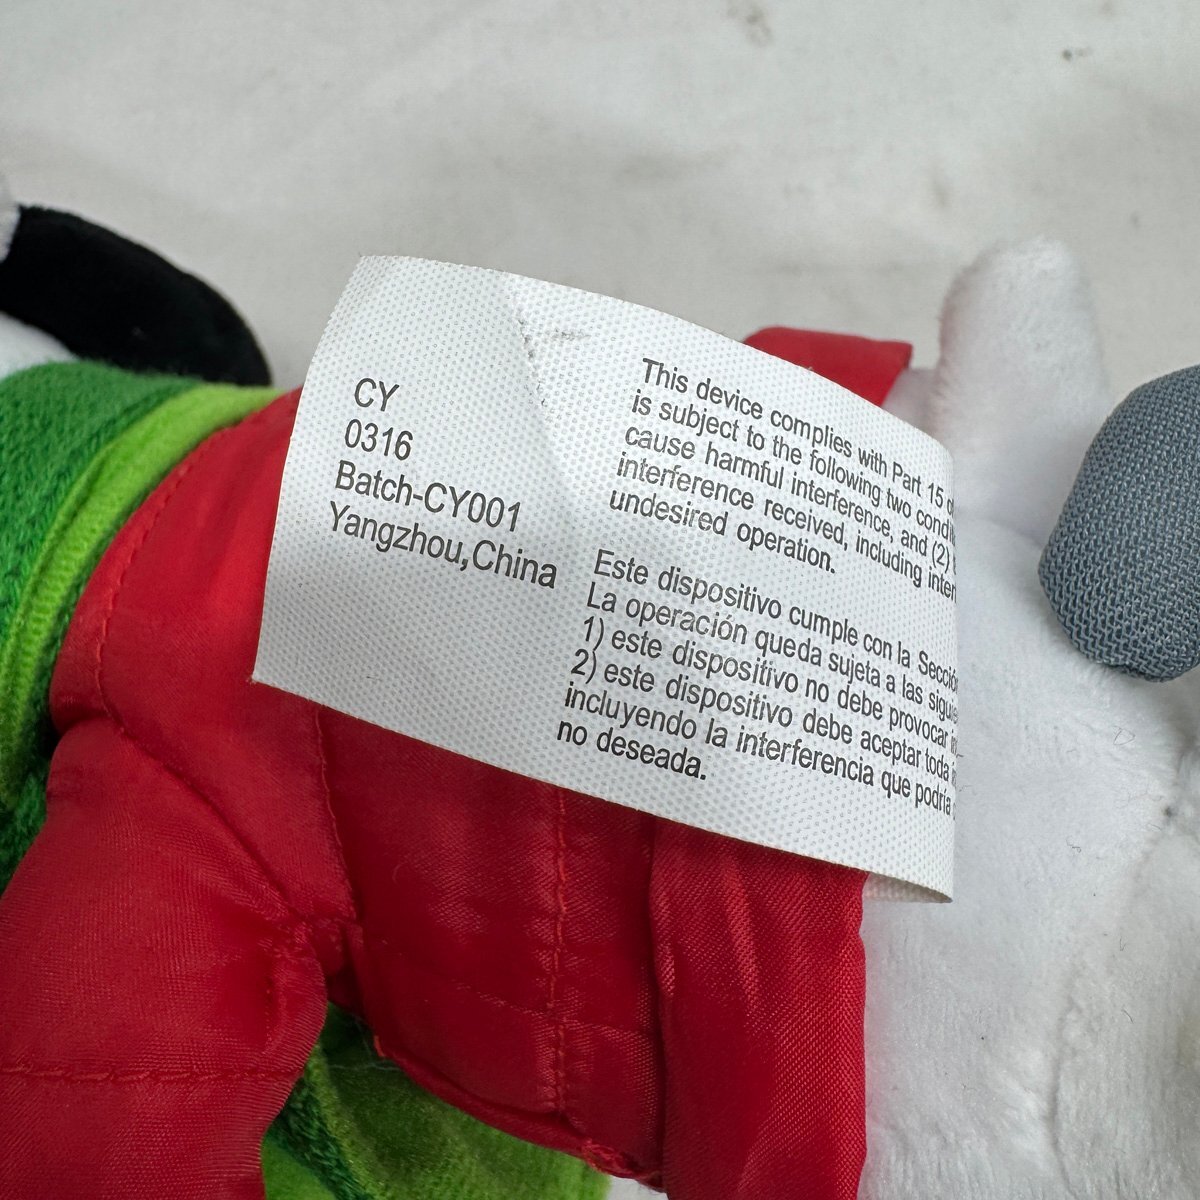 CY
0316
Batch-CY001
Yangzhou,China
This device complies with Part 15
is subject to the following two
cause harmful interference, and (2)
interference received, including
undesired operation.
Este dispositivo cumple con la
La operación queda sujeta a las
1) este dispositivo no debe provocar
2) este dispositivo debe aceptar toda
incluyendo la interferencia que podría
no deseada.